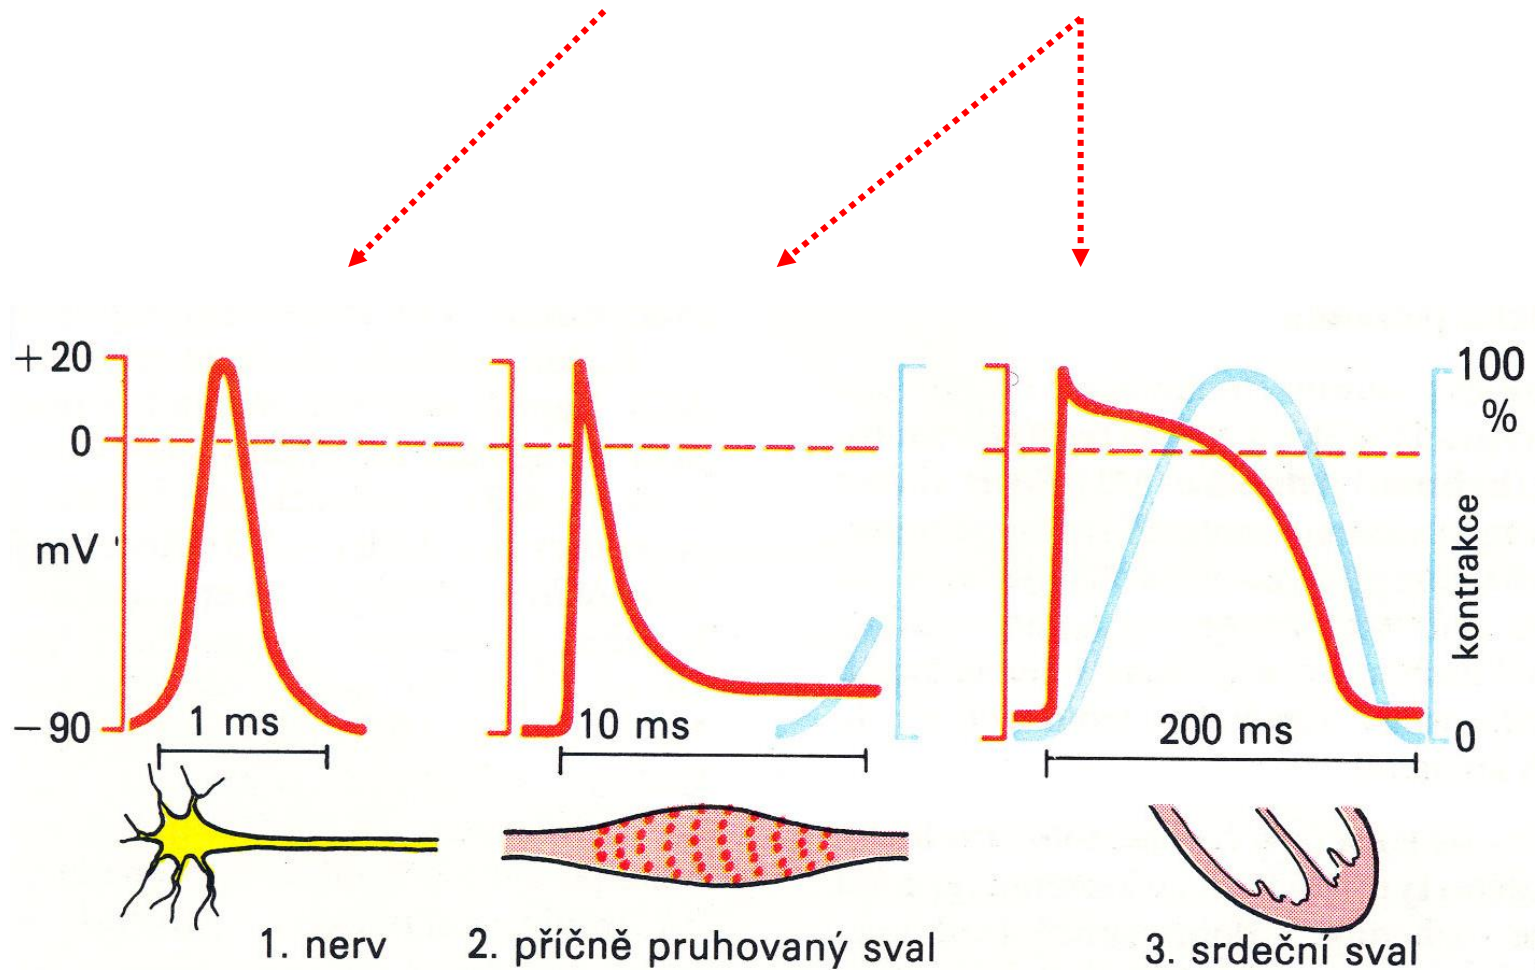 +20
0
mV
−90
1 ms
10 ms
200 ms
100
%
kontrakce
0
1. nerv
2. příčně pruhovaný sval
3. srdeční sval